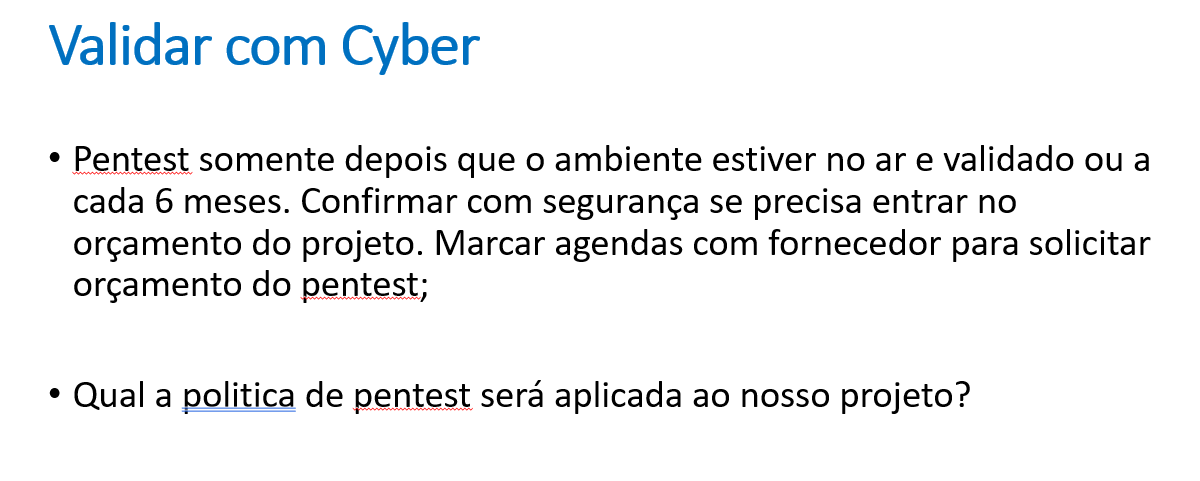 Validar com Cyber
• Pentest somente depois que o ambiente estiver no ar e validado ou a
cada 6 meses. Confirmar com segurança se precisa entrar no
orçamento do projeto. Marcar agendas com fornecedor para solicitar
orçamento do pentest;
• Qual a politica de pentest será aplicada ao nosso projeto?